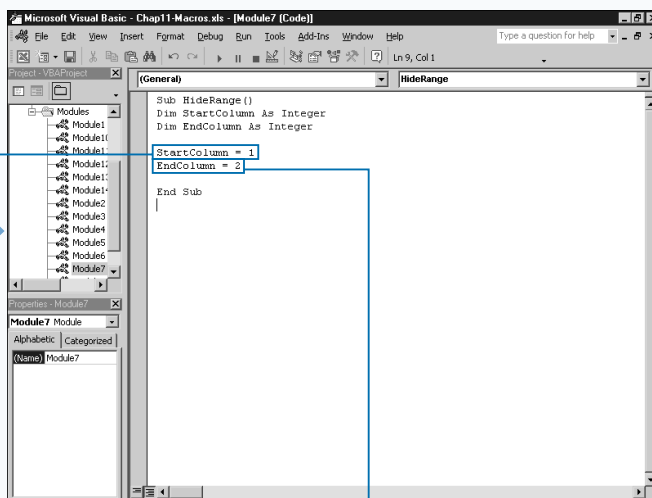 Microsoft Visual Basic - Chap11-Macros.xls - [Module7 (Code)]
File Edit View Insert Format Debug Run Tools Add-Ins Window Help
Type a question for help
Ln 9, Col 1
Project - VBAProject
(General)
HideRange
Modules
Module1
Module10
Module11
Module12
Module13
Module14
Module2
Module3
Module4
Module5
Module6
Module7
Sub HideRange()
Dim StartColumn As Integer
Dim EndColumn As Integer
StartColumn = 1
EndColumn = 2
End Sub
Properties - Module7
Module7 Module
Alphabetic Categorized
(Name) Module7